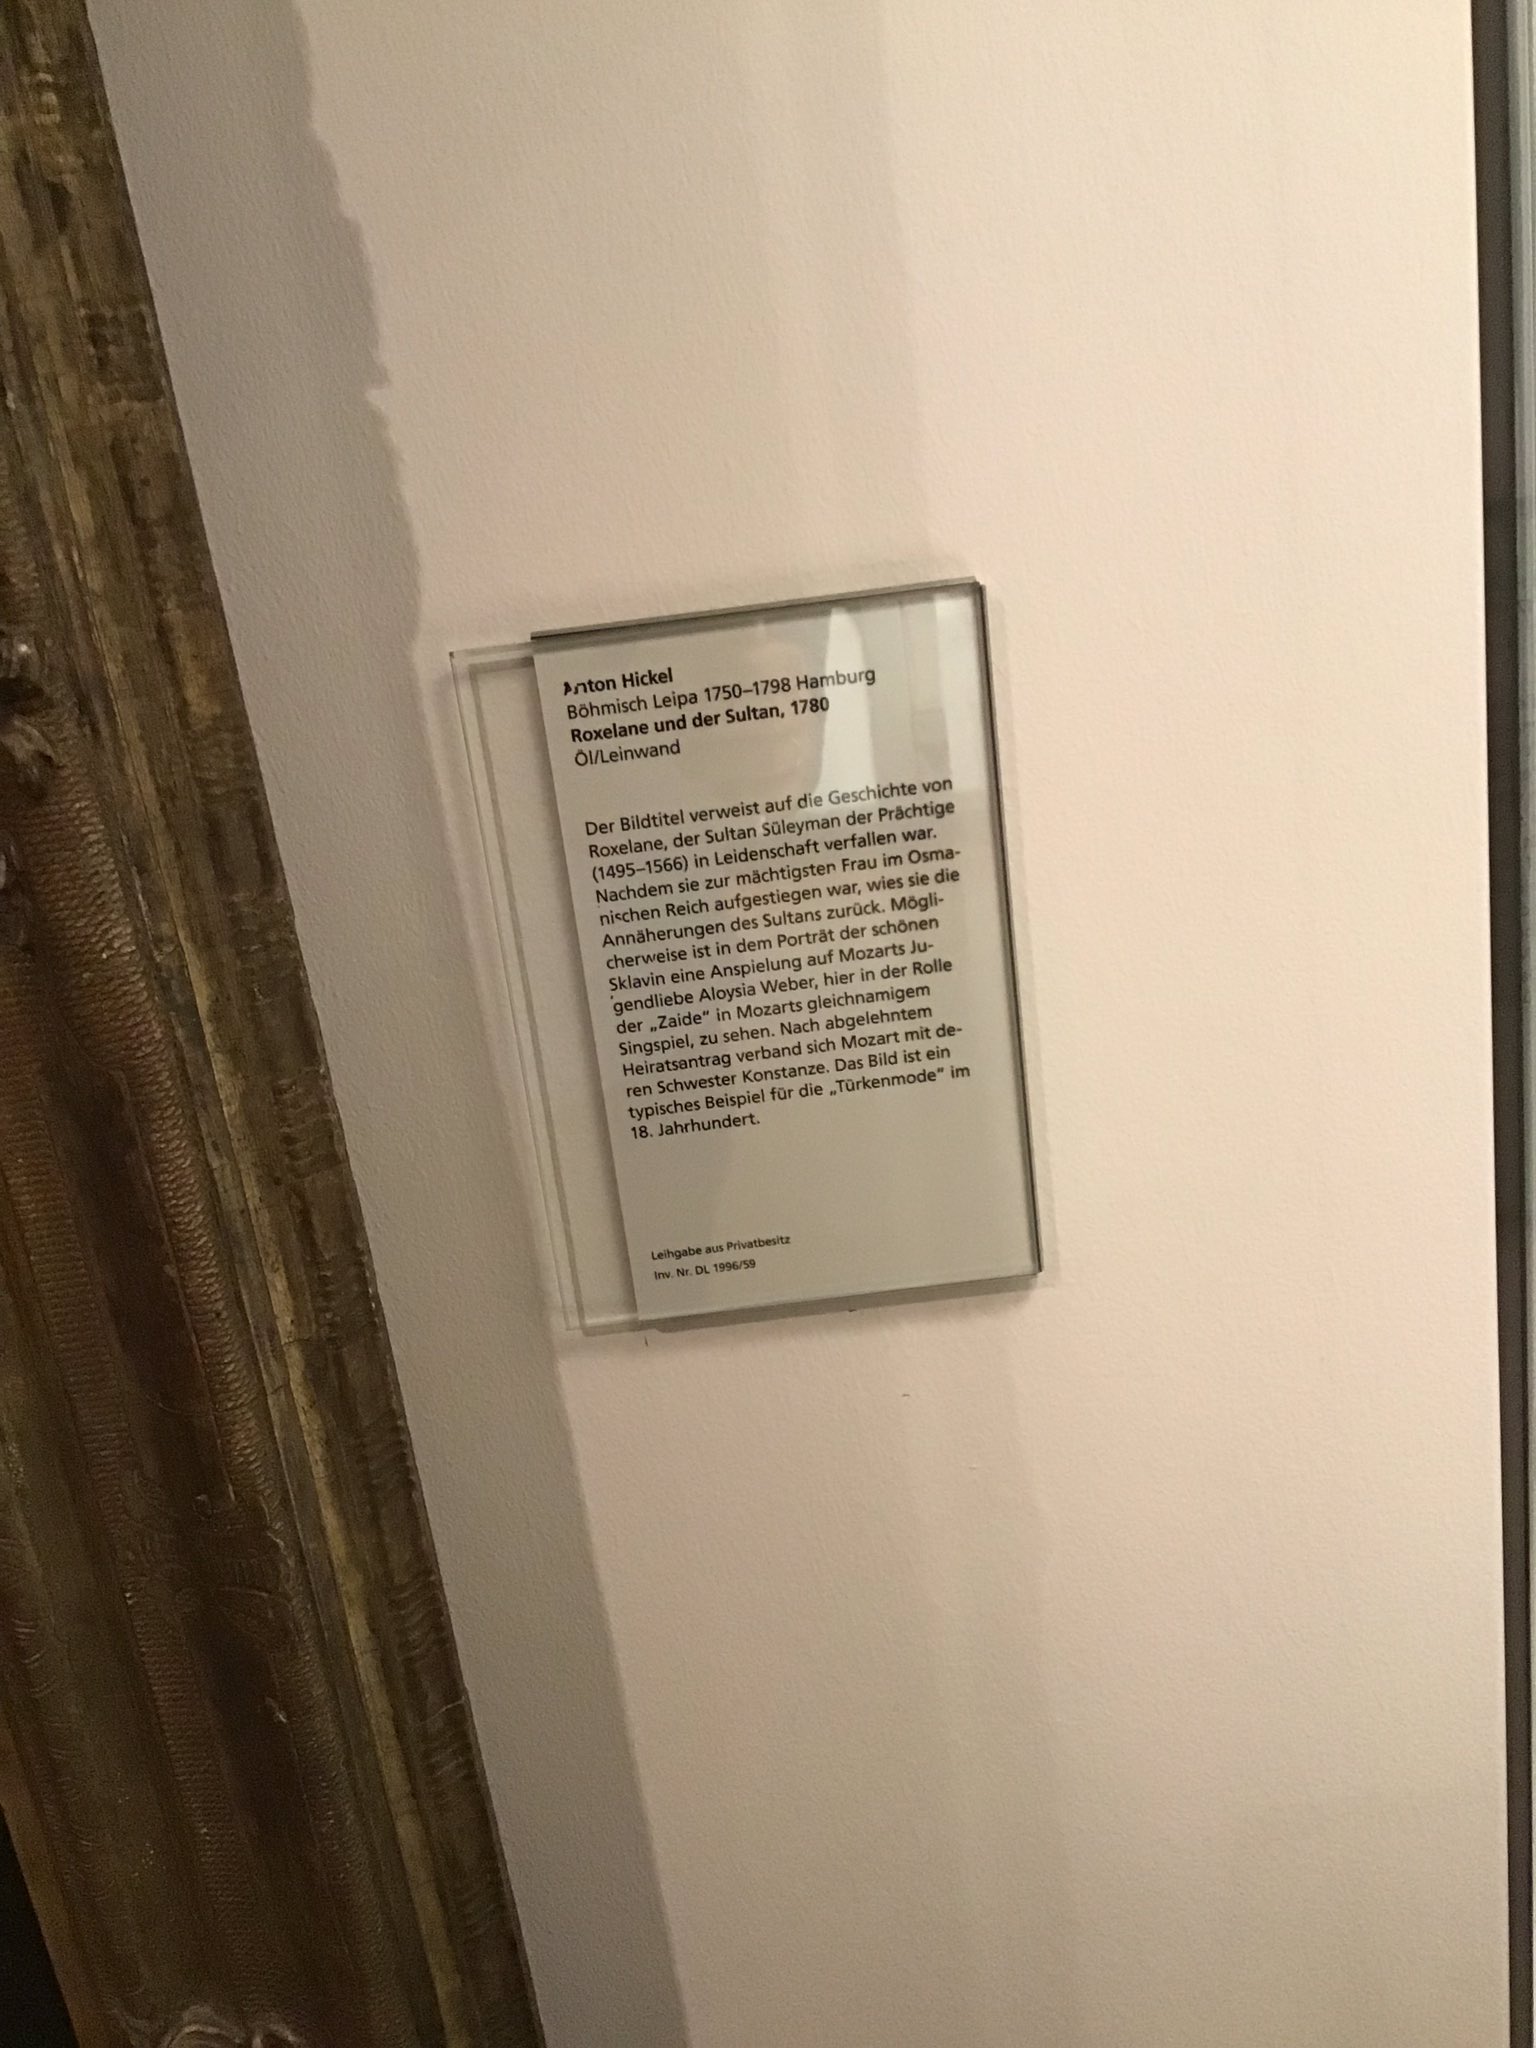 Anton Hickel
Böhmisch Leipa 1750–1798 Hamburg
Roxelane und der Sultan, 1780
Öl/Leinwand
Der Bildtitel verweist auf die Geschichte von
Roxelane, der Sultan Süleyman der Prächtige
(1495–1566) in Leidenschaft verfallen war.
Nachdem sie zur mächtigsten Frau im Osma-
nischen Reich aufgestiegen war, wies sie die
Annäherungen des Sultans zurück. Mögli-
cherweise ist in dem Porträt der schönen
Sklavin eine Anspielung auf Mozarts Ju-
gendliebe Aloysia Weber, hier in der Rolle
der „Zaide“ in Mozarts gleichnamigem
Singspiel, zu sehen. Nach abgelehntem
Heiratsantrag verband sich Mozart mit de-
ren Schwester Konstanze. Das Bild ist ein
typisches Beispiel für die „Türkenmode“ im
18. Jahrhundert.
Leihgabe aus Privatbesitz
Inv. Nr. DL 1996/59